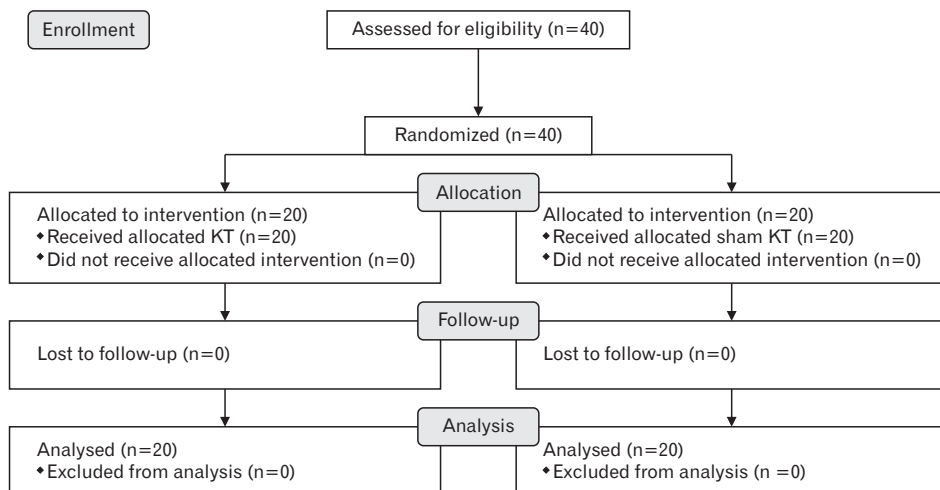 Enrollment
Assessed for eligibility (n=40)
Randomized (n=40)
Allocation
Allocated to intervention (n=20)
◆Received allocated KT (n=20)
◆Did not receive allocated intervention (n=0)
Allocated to intervention (n=20)
◆Received allocated sham KT (n=20)
◆Did not receive allocated intervention (n=0)
Follow-up
Lost to follow-up (n=0)
Lost to follow-up (n=0)
Analysis
Analysed (n=20)
◆Excluded from analysis (n=0)
Analysed (n=20)
◆Excluded from analysis (n =0)